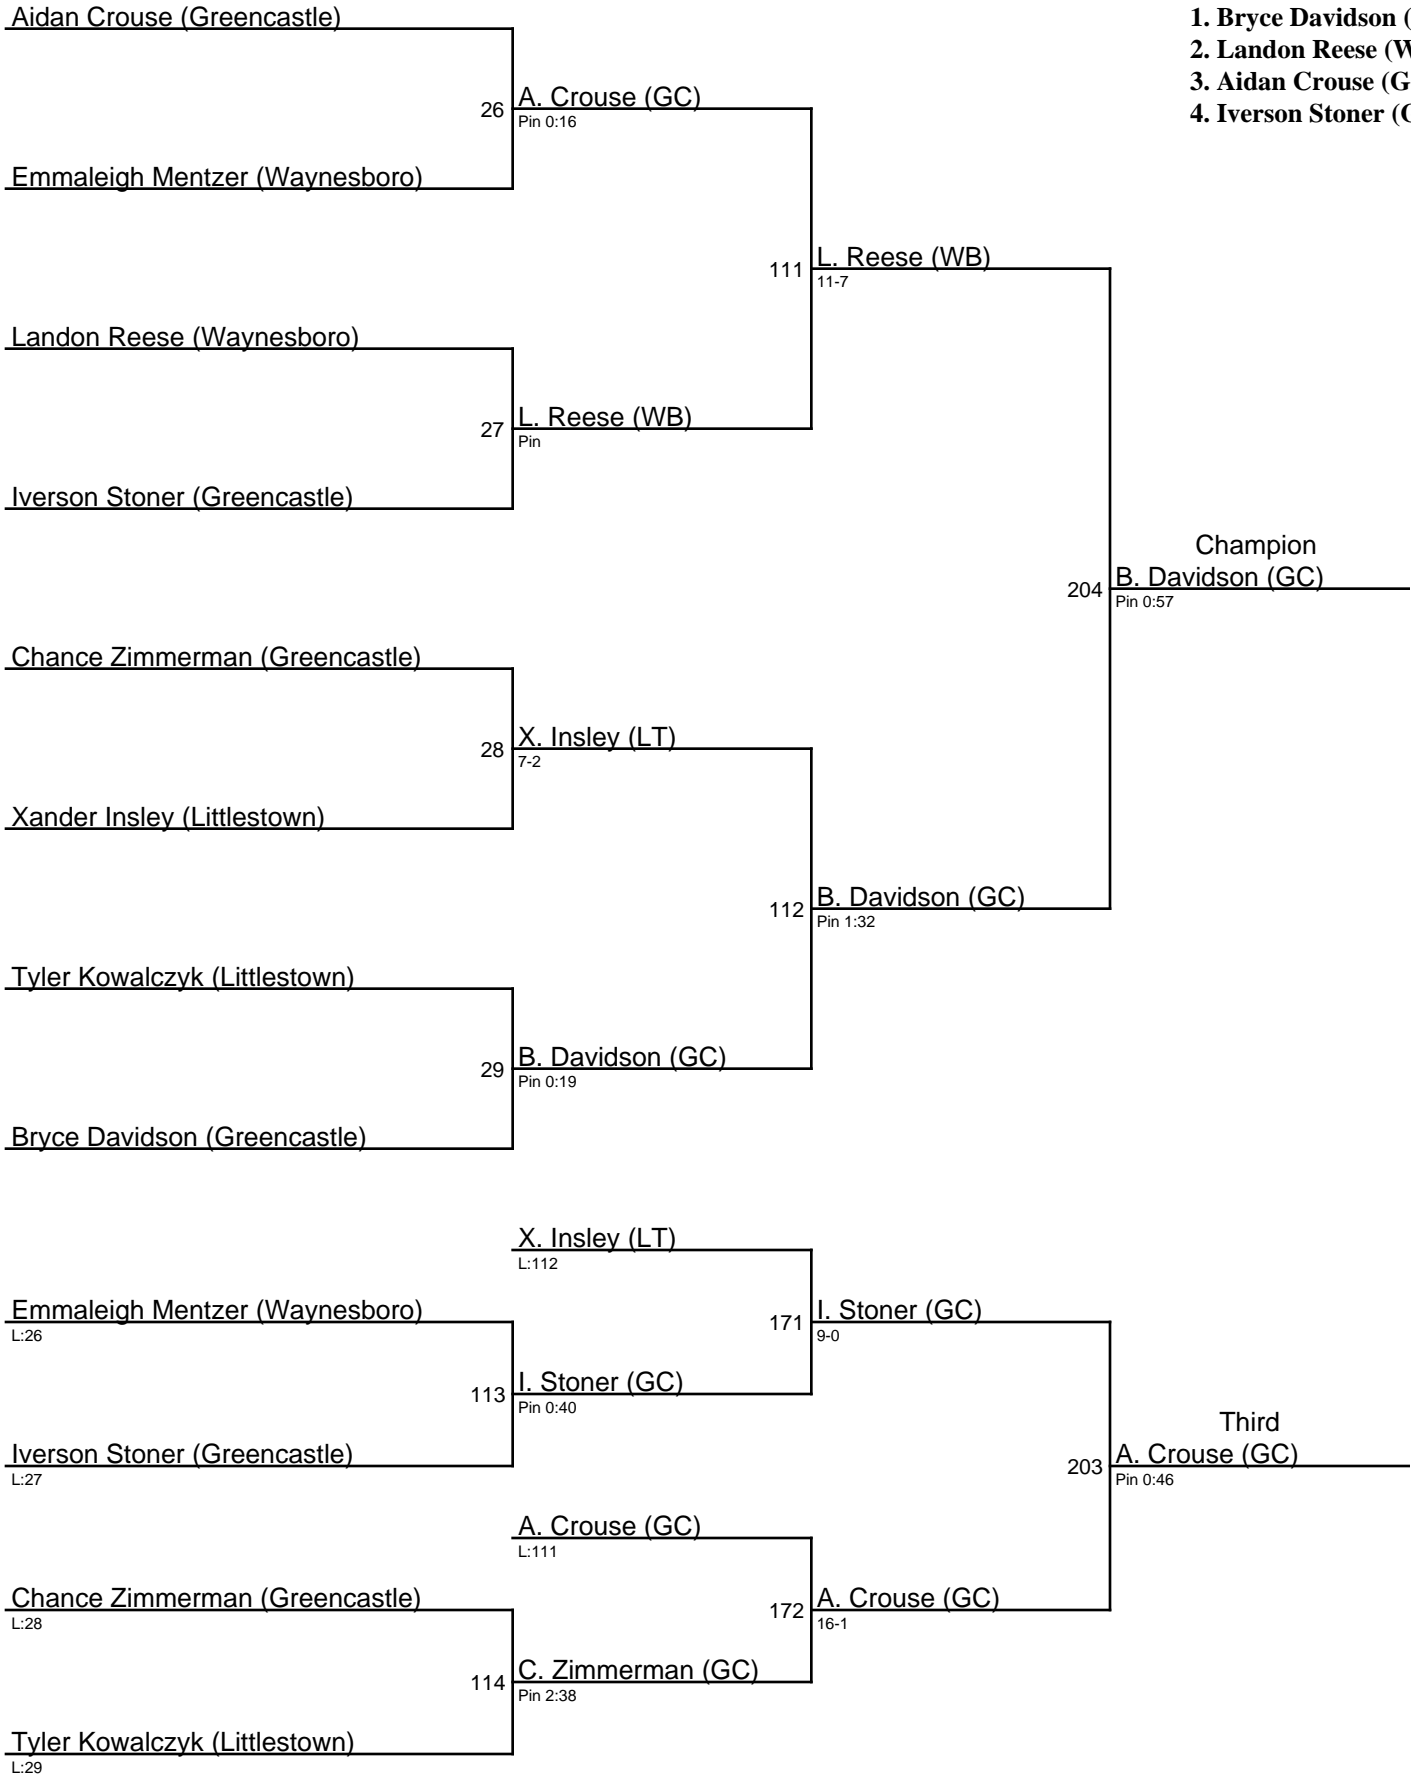 Aidan Crouse (Greencastle)
1. Bryce Davidson (
2. Landon Reese (W
3. Aidan Crouse (G
4. Iverson Stoner (G
26
A. Crouse (GC)
Pin 0:16
Emmaleigh Mentzer (Waynesboro)
111
L. Reese (WB)
11-7
Landon Reese (Waynesboro)
27
L. Reese (WB)
Pin
Iverson Stoner (Greencastle)
Champion
204
B. Davidson (GC)
Pin 0:57
Chance Zimmerman (Greencastle)
28
X. Insley (LT)
7-2
Xander Insley (Littlestown)
112
B. Davidson (GC)
Pin 1:32
Tyler Kowalczyk (Littlestown)
29
B. Davidson (GC)
Pin 0:19
Bryce Davidson (Greencastle)
X. Insley (LT)
L:112
Emmaleigh Mentzer (Waynesboro)
L:26
171
I. Stoner (GC)
9-0
113
I. Stoner (GC)
Pin 0:40
Iverson Stoner (Greencastle)
L:27
Third
203
A. Crouse (GC)
Pin 0:46
A. Crouse (GC)
L:111
Chance Zimmerman (Greencastle)
L:28
172
A. Crouse (GC)
16-1
114
C. Zimmerman (GC)
Pin 2:38
Tyler Kowalczyk (Littlestown)
L:29